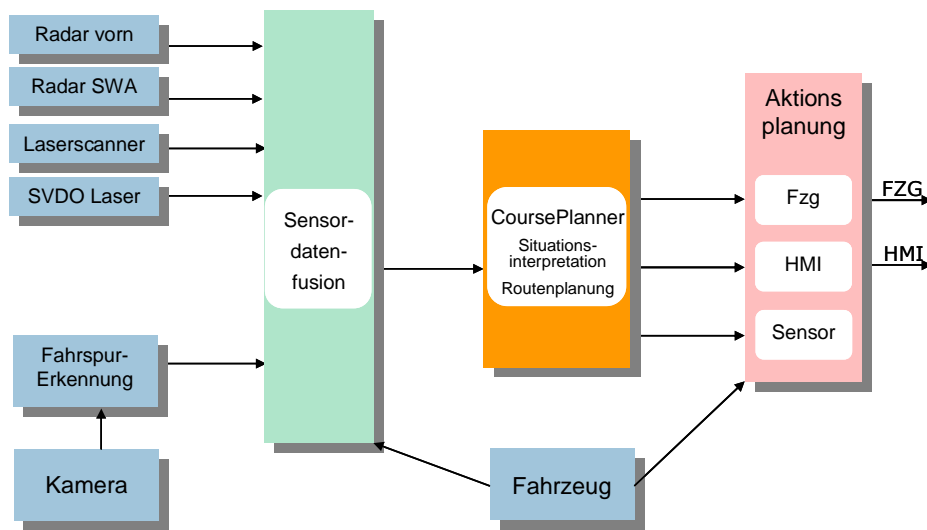 Radar vorn
Radar SWA
Laserscanner
SVDO Laser
Fahrspur-
Erkennung
Kamera
Sensor-
daten-
fusion
CoursePlanner
Situations-
interpretation
Routenplanung
Fahrzeug
Aktions
planung
Fzg
HMI
Sensor
FZG
HMI